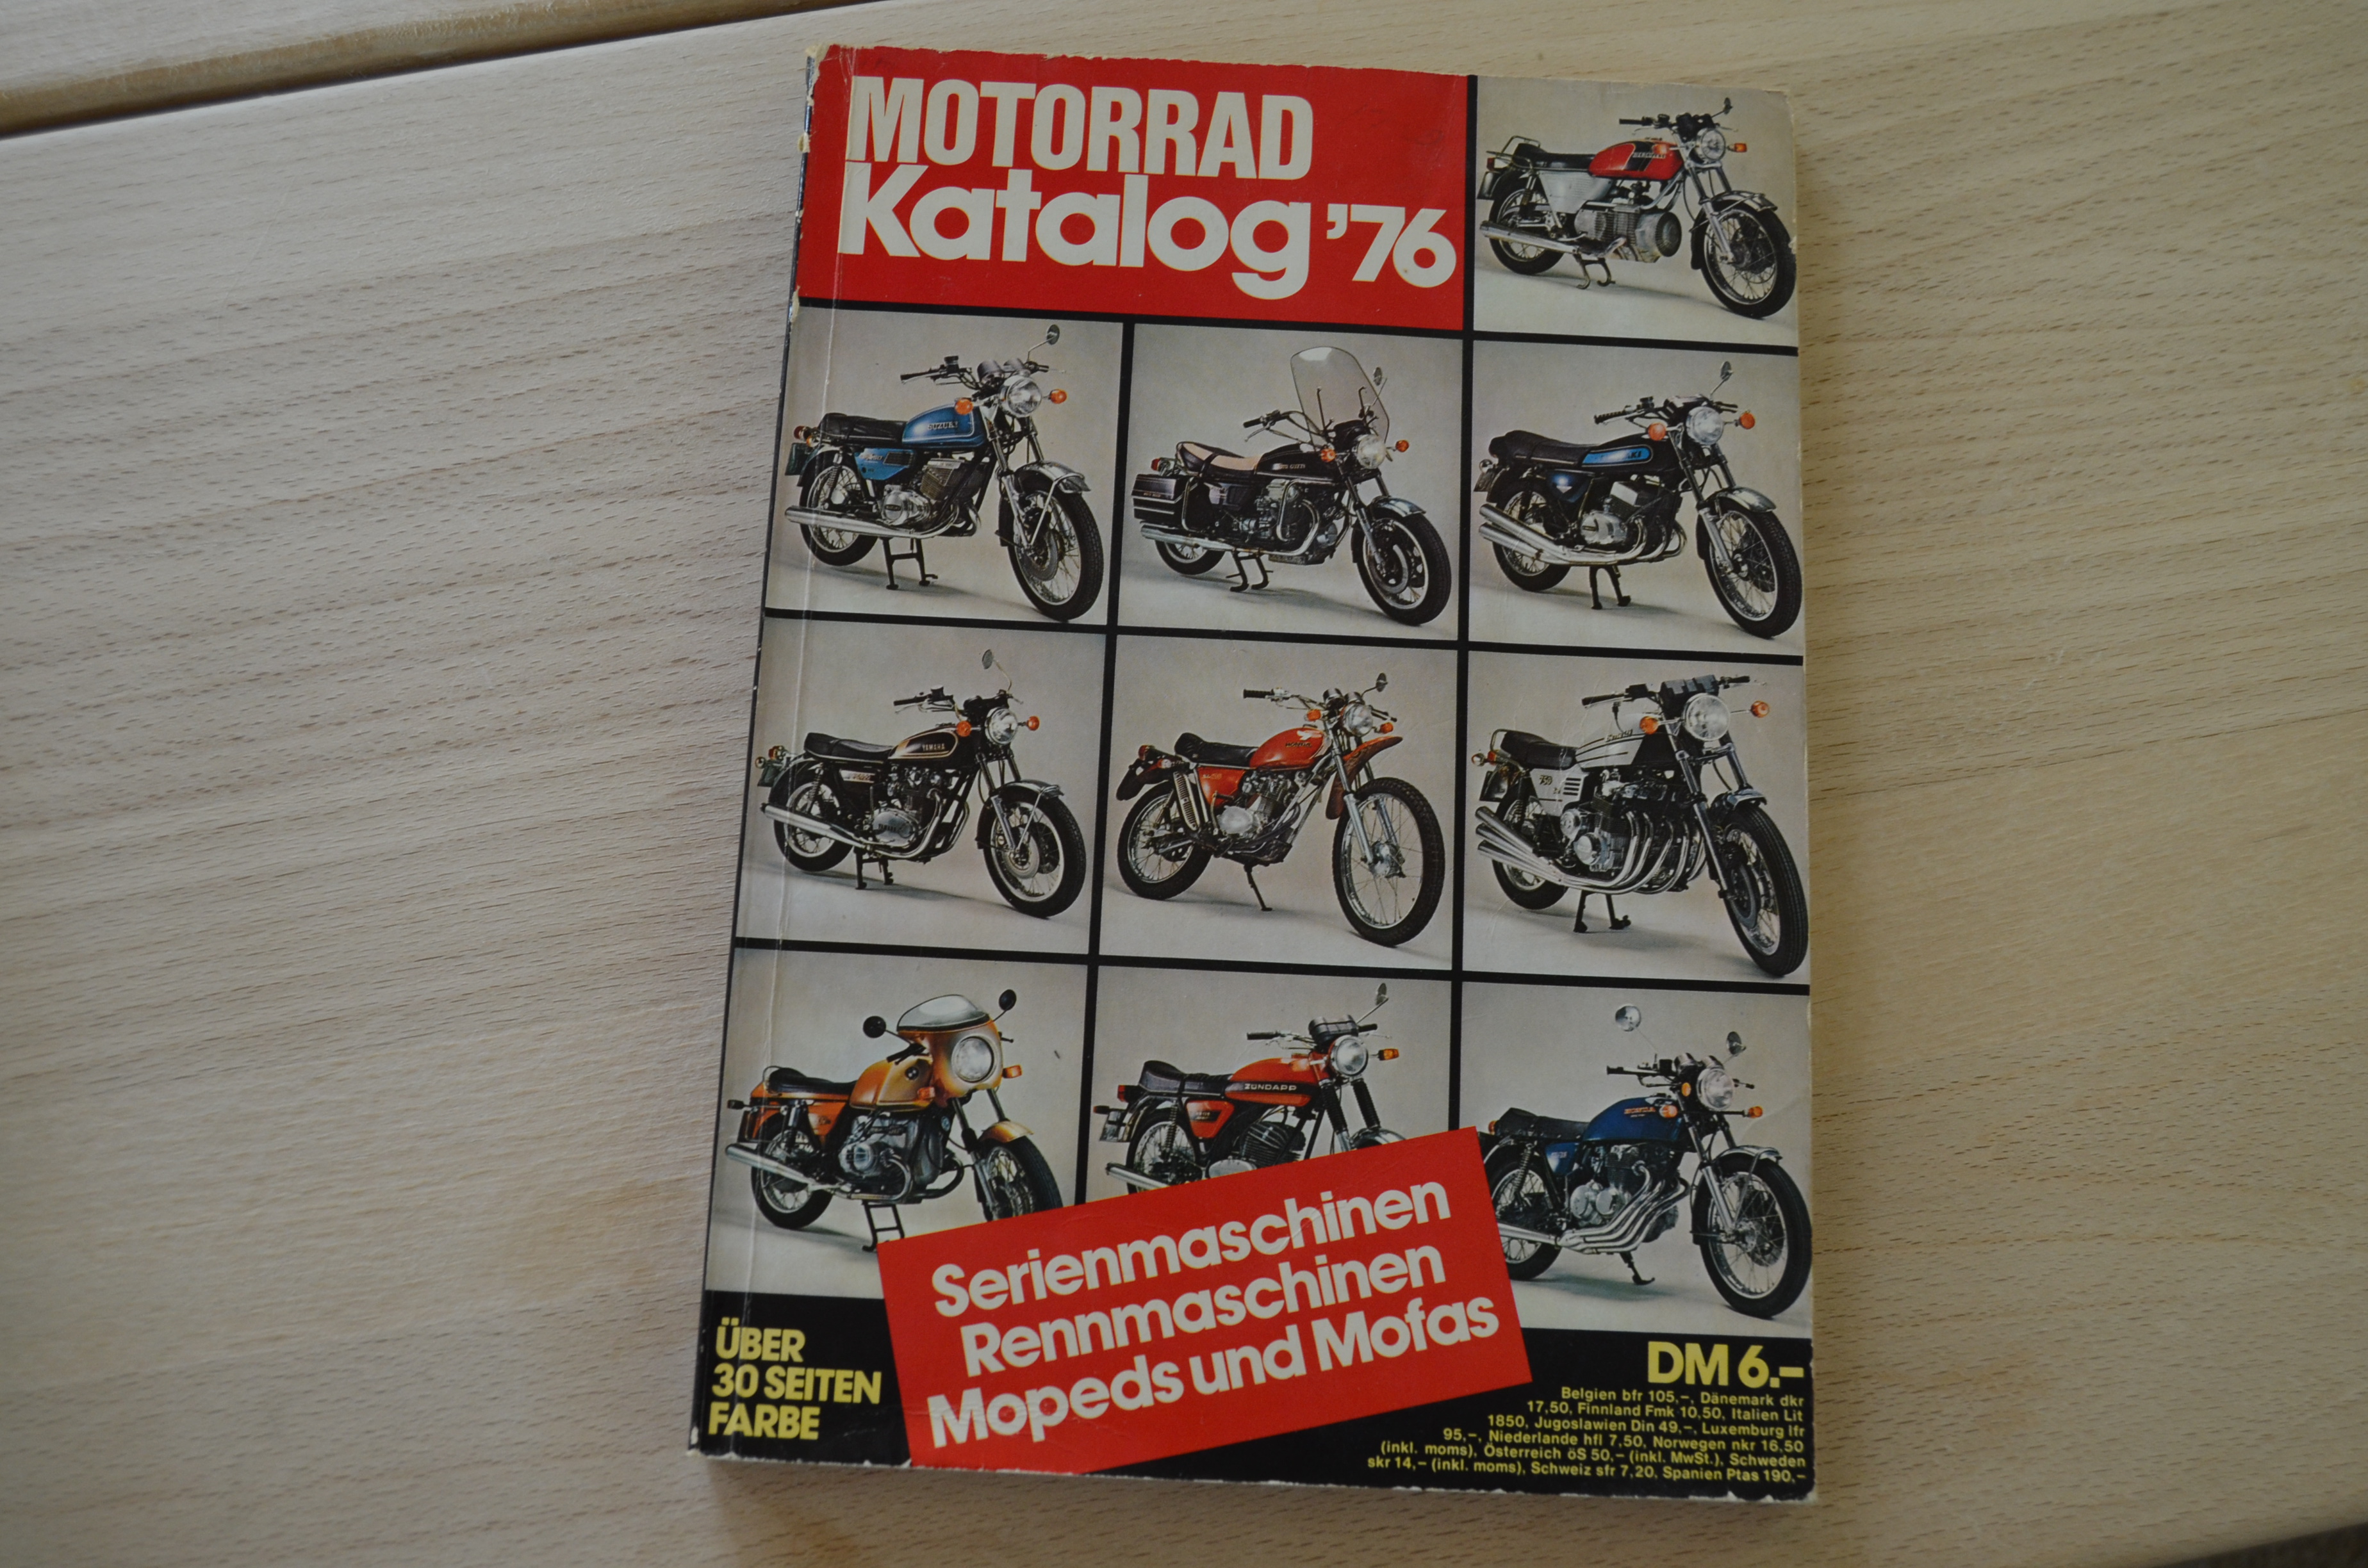 MOTORRAD
Katalog '76
SUZUKI
YAMAHA
750
ZÜNDAPP
HONDA
Serienmaschinen
Rennmaschinen
Mopeds und Mofas
ÜBER
30 SEITEN
FARBE
DM 6.–
Belgien bfr 105,–, Dänemark dkr
17,50, Finnland Fmk 10.50, Italien Lit
1850, Jugoslawien Din 49,–, Luxemburg lfr
95,–, Niederlande hfl 7,50, Norwegen nkr 16.50
(inkl. moms), Österreich öS 50,– (inkl. MwSt.), Schweden
skr 14,– (inkl. moms), Schweiz sfr 7,20, Spanien Ptas 190,–